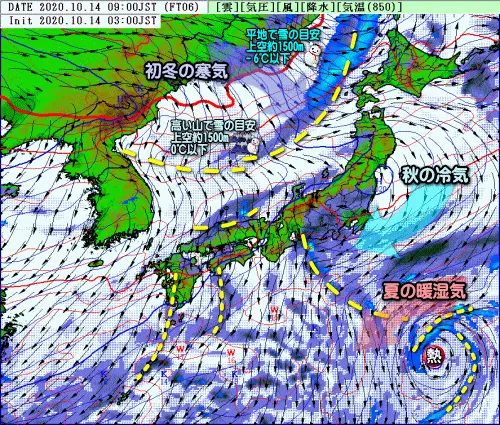 DATE 2020.10.14 09:00JST (FT06) [雲][気圧][風][降水][気温(850)]
Init 2020.10.14 03:00JST
平地で雪の目安
上空約1500m
-6℃以下
初冬の寒気
高い山で雪の目安
上空約1500m
0℃以下
秋の冷気
夏の暖湿気
W
W
W
熱